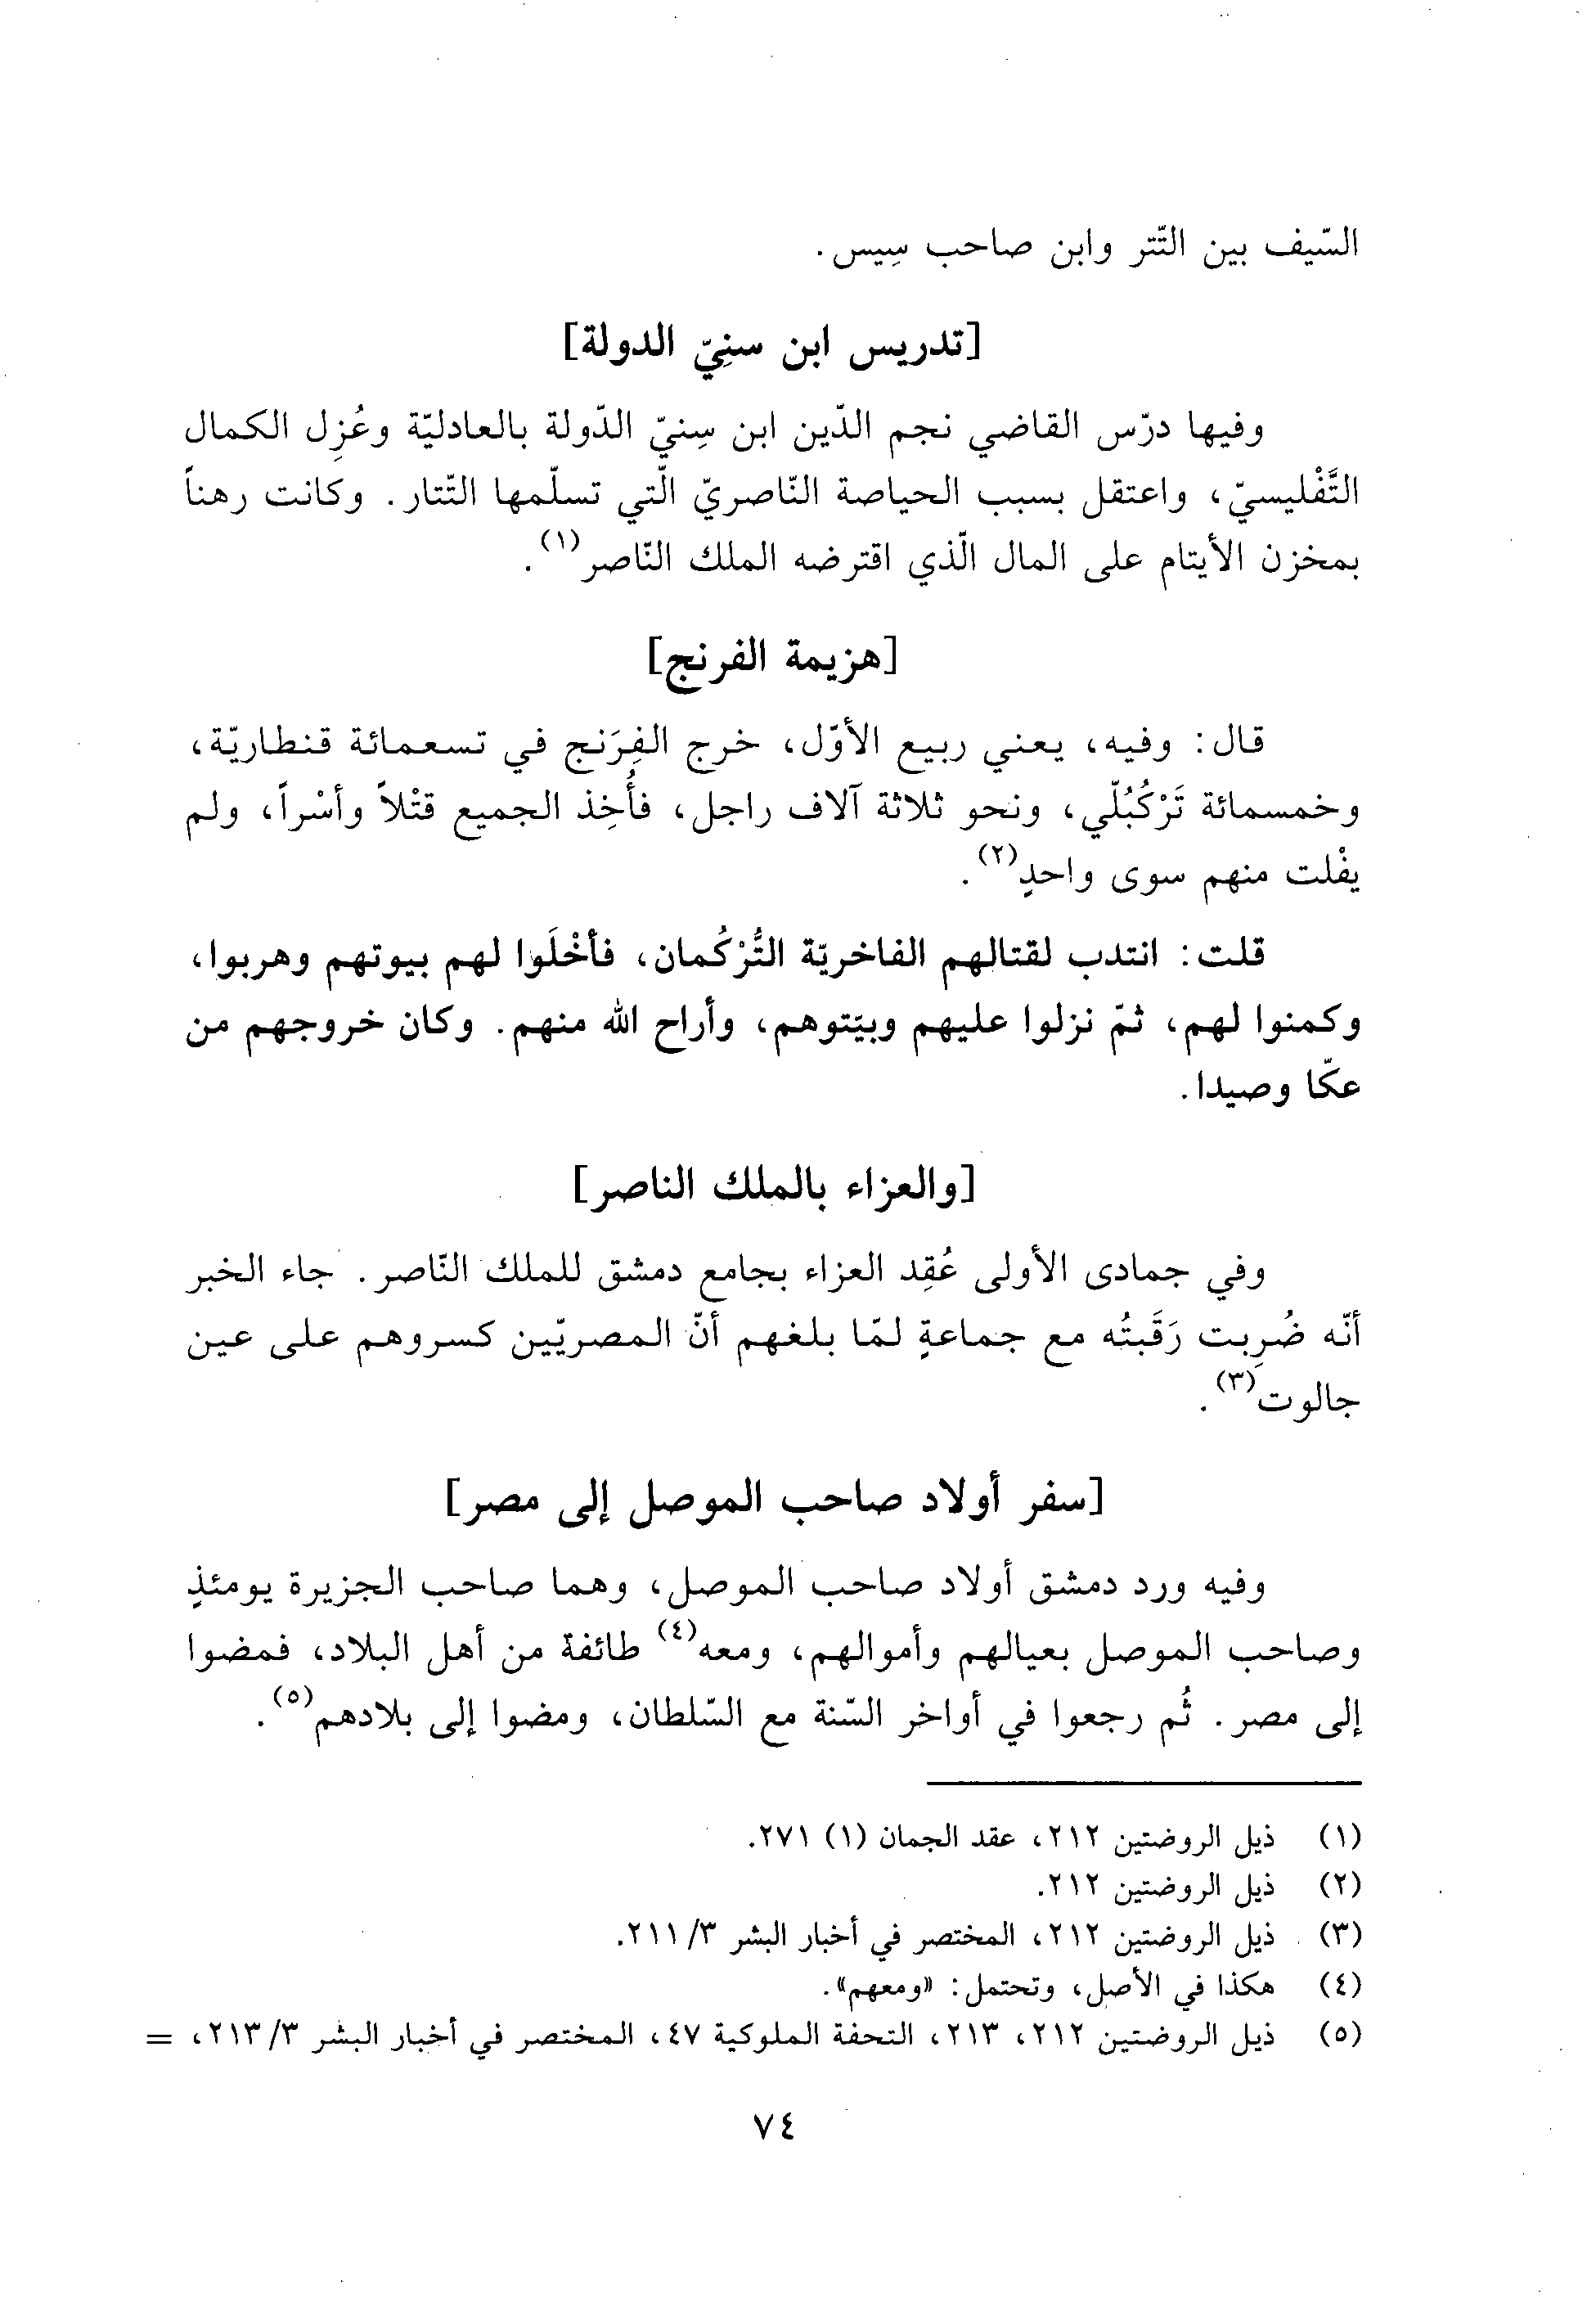 السّيف بين التّتر وابن صاحب سِيس.
[تدريس ابن سنِيّ الدولة]
وفيها درّس القاضي نجم الدّين ابن سِنيّ الدّولة بالعادليّة وعُزِل الكمال
التَّفْليسيّ، واعتقل بسبب الحياصة النّاصريّ الّتي تسلّمها التّتار. وكانت رهناً
بمخزن الأيتام على المال الّذي اقترضه الملك النّاصر(١).
[هزيمة الفرنج]
قال: وفيه، يعني ربيع الأوّل، خرج الفِرَنج في تسعمائة قنطاريّة،
وخمسمائة تَرْكُبُلّي، ونحو ثلاثة آلاف راجل، فأُخِذ الجميع قتْلاً وأسْراً، ولم
يفْلت منهم سوى واحدٍ(٢).
قلت: انتدب لقتالهم الفاخريّة التُّرْكُمان، فأخْلَوا لهم بيوتهم وهربوا،
وكمنوا لهم، ثمّ نزلوا عليهم وبيّتوهم، وأراح الله منهم. وكان خروجهم من
عكّا وصيدا.
[والعزاء بالملك الناصر]
وفي جمادى الأولى عُقِد العزاء بجامع دمشق للملك النّاصر. جاء الخبر
أنّه ضُرِبت رَقَبتُه مع جماعةٍ لمّا بلغهم أنّ المصريّين كسروهم على عين
جالوت(٣).
[سفر أولاد صاحب الموصل إلى مصر]
وفيه ورد دمشق أولاد صاحب الموصل، وهما صاحب الجزيرة يومئذٍ
وصاحب الموصل بعيالهم وأموالهم، ومعه(٤) طائفة من أهل البلاد، فمضوا
إلى مصر. ثُم رجعوا في أواخر السّنة مع السّلطان، ومضوا إلى بلادهم(٥).
(١) ذيل الروضتين ٢١٢، عقد الجمان (١) ٢٧١.
(٢) ذيل الروضتين ٢١٢.
(٣) ذيل الروضتين ٢١٢، المختصر في أخبار البشر ٣/ ٢١١.
(٤) هكذا في الأصل، وتحتمل: «ومعهم».
(٥) ذيل الروضتين ٢١٢، ٢١٣، التحفة الملوكية ٤٧، المختصر في أخبار البشر ٢١٣/٣، =
٧٤